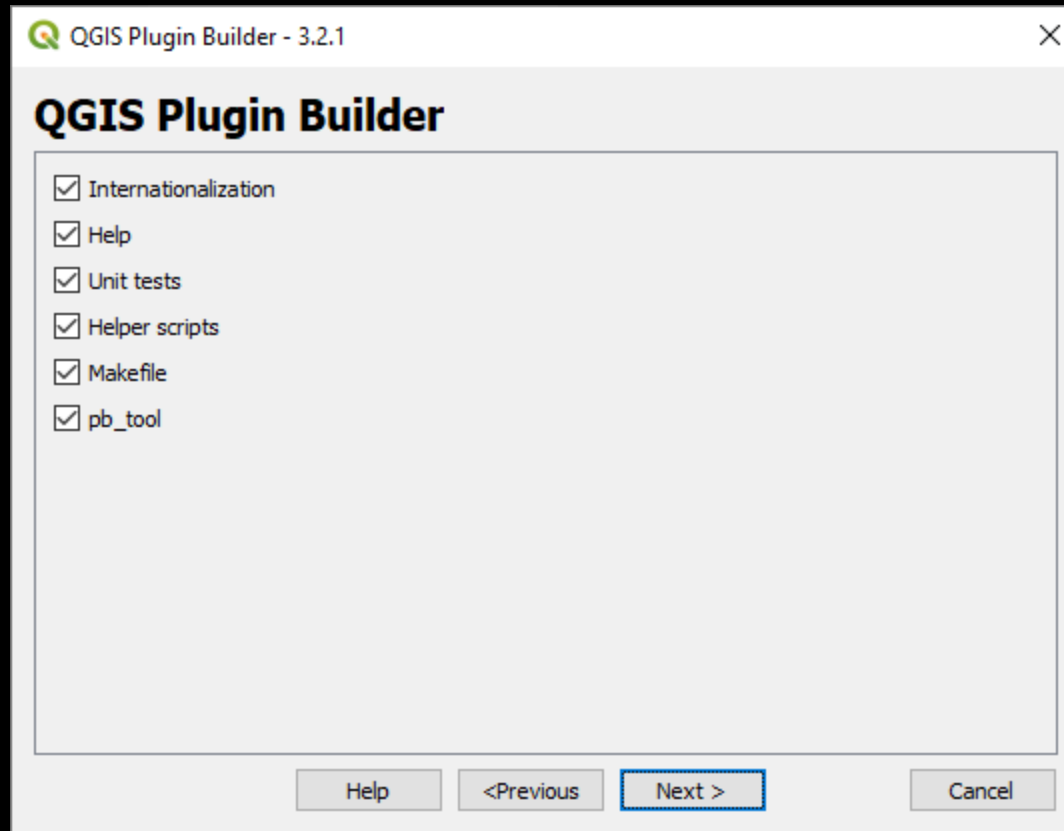 QGIS Plugin Builder - 3.2.1
QGIS Plugin Builder
Internationalization
Help
Unit tests
Helper scripts
Makefile
pb_tool
Help <Previous Next > Cancel